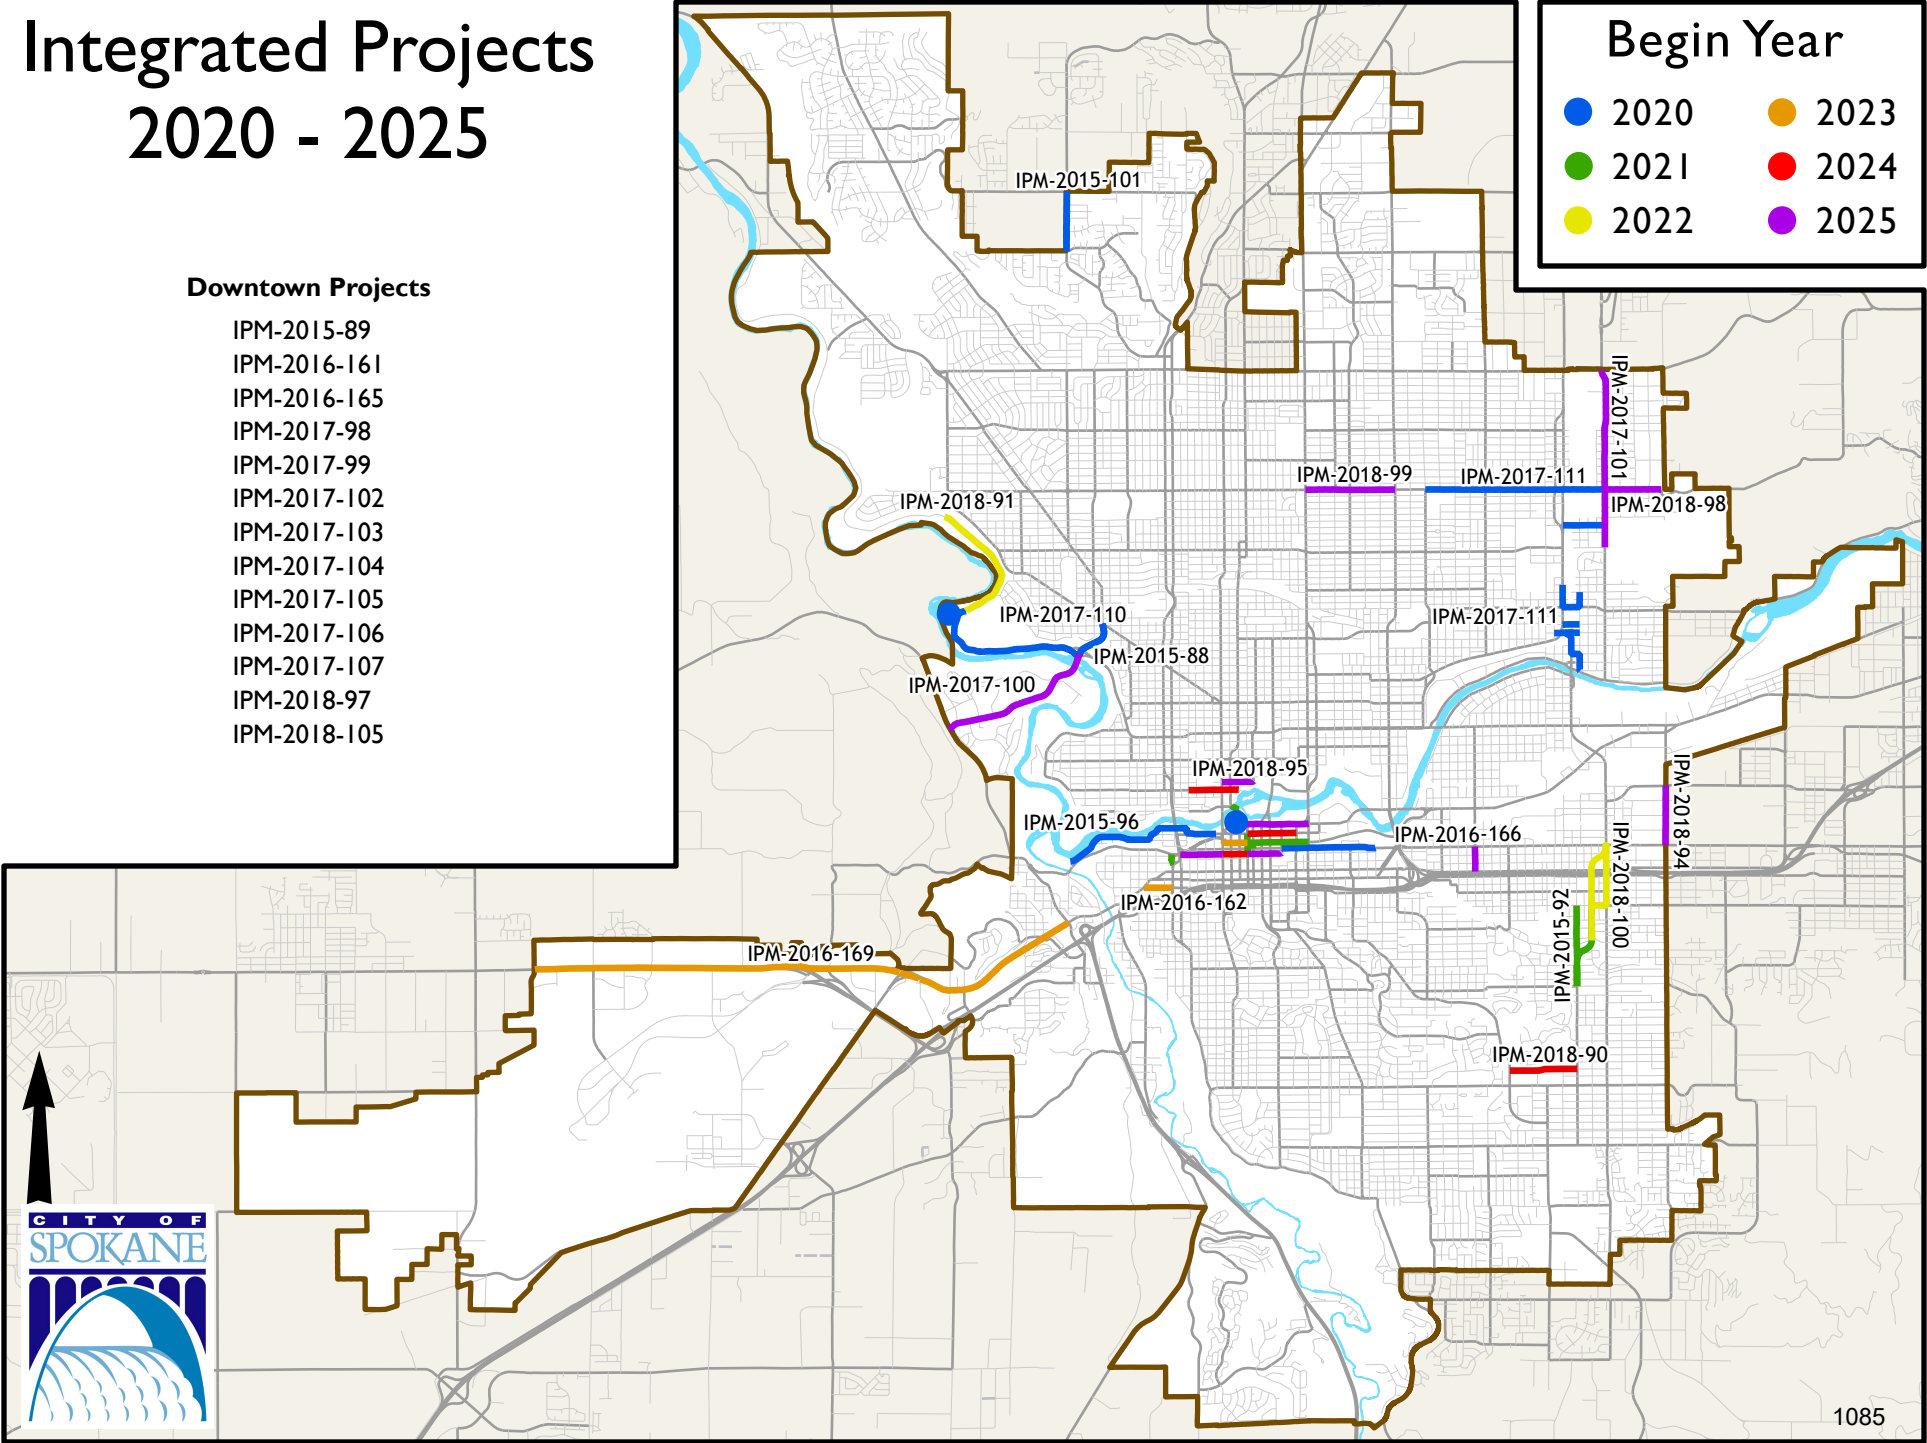 Integrated Projects
2020 - 2025
Downtown Projects
IPM-2015-89
IPM-2016-161
IPM-2016-165
IPM-2017-98
IPM-2017-99
IPM-2017-102
IPM-2017-103
IPM-2017-104
IPM-2017-105
IPM-2017-106
IPM-2017-107
IPM-2018-97
IPM-2018-105
Begin Year
2020
2023
2021
2024
2022
2025
IPM-2015-101
IPM-2017-101
IPM-2018-99
IPM-2017-111
IPM-2018-98
IPM-2018-91
IPM-2017-110
IPM-2017-111
IPM-2015-88
IPM-2017-100
IPM-2018-95
IPM-2018-94
IPM-2015-96
IPM-2016-166
IPM-2018-100
IPM-2016-162
IPM-2015-92
IPM-2016-169
IPM-2018-90
CITY OF
SPOKANE
1085